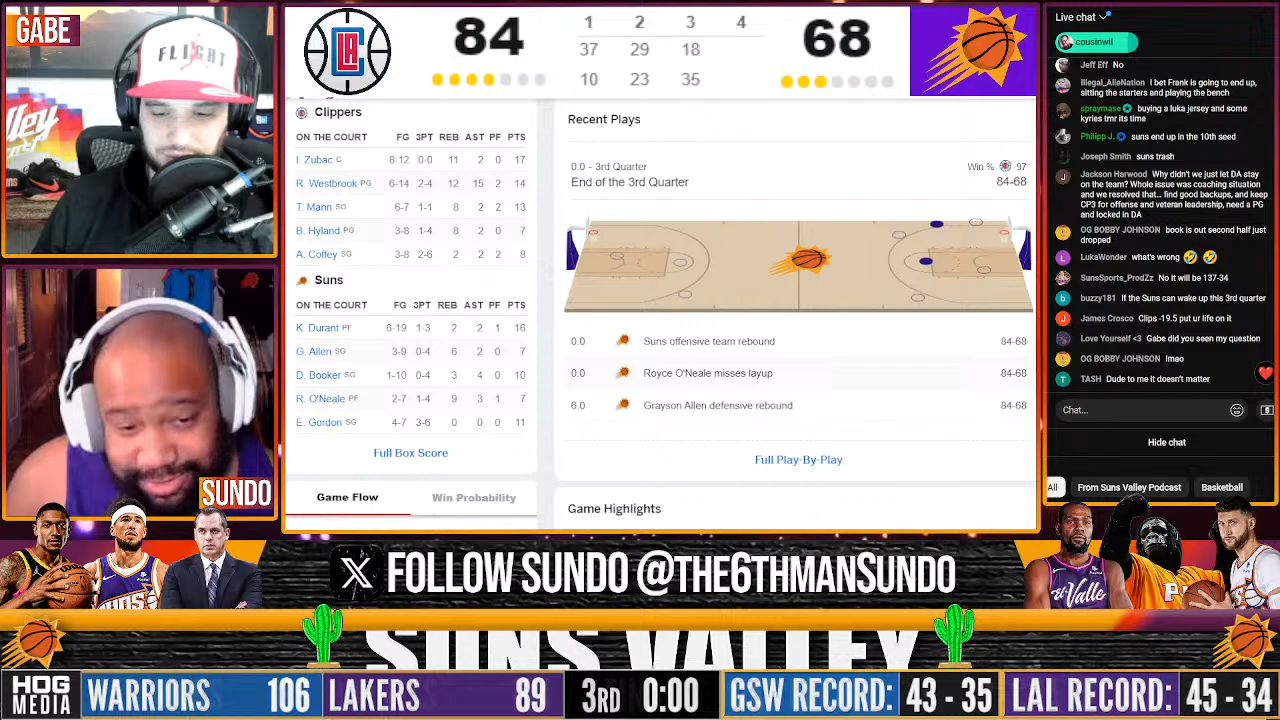 GABE
FLIGHT
LA
84
1 2 3 4
37 29 18
10 23 35
68
Clippers
ON THE COURT FG 3PT REB AST PF PTS
I. Zubac C 8-12 0-0 11 2 0 17
R. Westbrook PG 6-14 2-4 12 15 2 14
T. Mann SG 6-7 1-1 8 2 2 13
B. Hyland PG 3-8 1-4 8 2 0 7
A. Coffey SG 3-8 2-6 2 2 2 8
Suns
ON THE COURT FG 3PT REB AST PF PTS
K. Durant PF 6-19 1-3 2 2 1 16
G. Allen SG 3-9 0-4 6 2 0 7
D. Booker SG 1-10 0-4 3 4 0 10
R. O'Neale PF 2-7 1-4 9 3 1 7
E. Gordon SG 4-7 3-6 0 0 0 11
Full Box Score
Game Flow Win Probability
Recent Plays
0.0 - 3rd Quarter Win % 97
End of the 3rd Quarter 84-68
0.0 Suns offensive team rebound 84-68
0.0 Royce O'Neale misses layup 84-68
6.0 Grayson Allen defensive rebound 84-68
Full Play-By-Play
Game Highlights
Live chat
cousinwil
Jeff Eff No
Illegal_AlieNation I bet Frank is going to end up,
sitting the starters and playing the bench
spraymase buying a luka jersey and some
kyries tmr its time
Philipp J. suns end up in the 10th seed
Joseph Smith suns trash
Jackson Harwood Why didn't we just let DA stay
on the team? Whole issue was coaching situation
and we resolved that... find good backups, and keep
CP3 for offense and veteran leadership, need a PG
and locked in DA
OG BOBBY JOHNSON book is out second half just
dropped
LukaWonder what's wrong 🤣 🤣
SunsSports_ProdZz No it will be 137-34
buzzy181 If the Suns can wake up this 3rd quarter
James Crosco Clips -19.5 put ur life on it
Love Yourself <3 Gabe did you seen my question
OG BOBBY JOHNSON lmao
TASH Dude to me it doesn't matter
Chat...
Hide chat
All From Suns Valley Podcast Basketball
SUNDO
FOLLOW SUNDO @THE6THMANSUNDO
SUNS VALLEY
HOG
MEDIA
WARRIORS 106 LAKERS 89 3RD 0:00 GSW RECORD: 43 - 35 LAL RECORD: 45 - 34